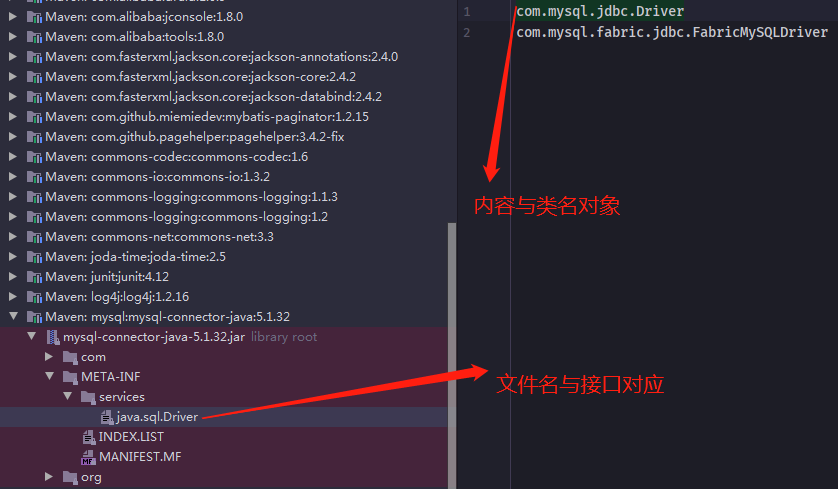 Maven: com.alibaba:jconsole:1.8.0
Maven: com.alibaba:tools:1.8.0
Maven: com.fasterxml.jackson.core:jackson-annotations:2.4.0
Maven: com.fasterxml.jackson.core:jackson-core:2.4.2
Maven: com.fasterxml.jackson.core:jackson-databind:2.4.2
Maven: com.github.miemiedev:mybatis-paginator:1.2.15
Maven: com.github.pagehelper:pagehelper:3.4.2-fix
Maven: commons-codec:commons-codec:1.6
Maven: commons-io:commons-io:1.3.2
Maven: commons-logging:commons-logging:1.1.3
Maven: commons-logging:commons-logging:1.2
Maven: commons-net:commons-net:3.3
Maven: joda-time:joda-time:2.5
Maven: junit:junit:4.12
Maven: log4j:log4j:1.2.16
Maven: mysql:mysql-connector-java:5.1.32
mysql-connector-java-5.1.32.jar library root
com
META-INF
services
java.sql.Driver
INDEX.LIST
MF MANIFEST.MF
org
1 com.mysql.jdbc.Driver
2 com.mysql.fabric.jdbc.FabricMySQLDriver
内容与类名对象
文件名与接口对应